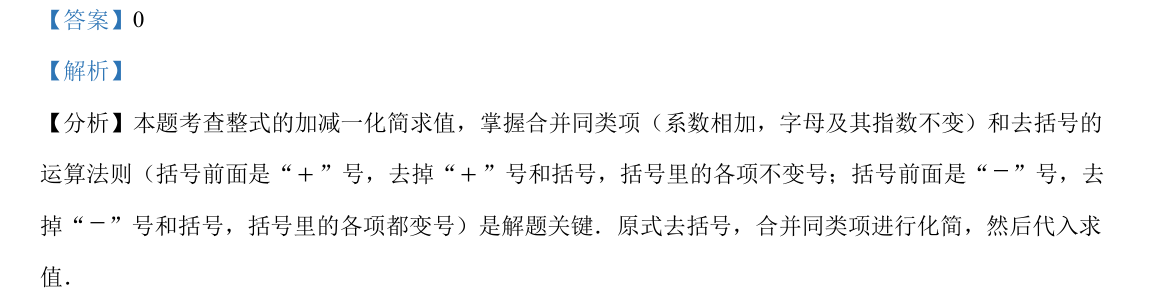 【答案】0
【解析】
【分析】本题考查整式的加减一化简求值，掌握合并同类项（系数相加，字母及其指数不变）和去括号的
运算法则（括号前面是“＋”号，去掉“＋”号和括号，括号里的各项不变号；括号前面是“－”号，去
掉“－”号和括号，括号里的各项都变号）是解题关键．原式去括号，合并同类项进行化简，然后代入求
值．